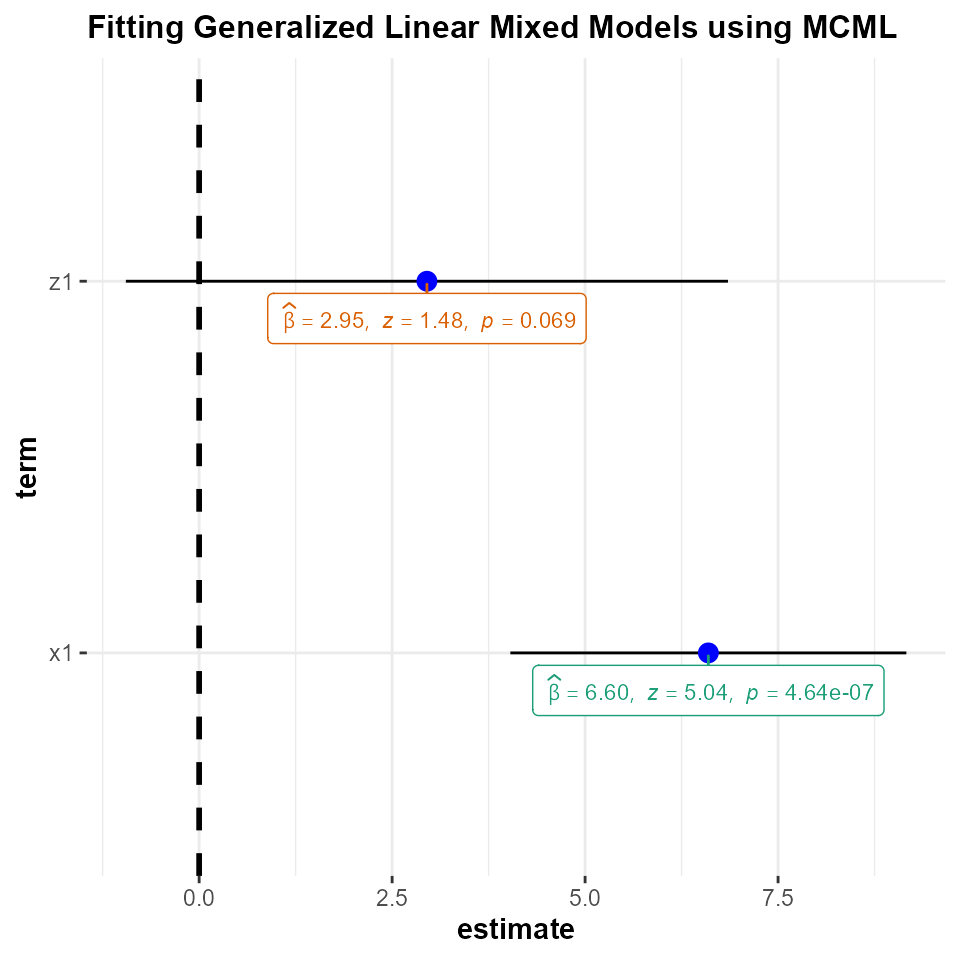 Fitting Generalized Linear Mixed Models using MCML
term
z1
β̂ = 2.95, z = 1.48, p = 0.069
x1
β̂ = 6.60, z = 5.04, p = 4.64e-07
0.0 2.5 5.0 7.5
estimate